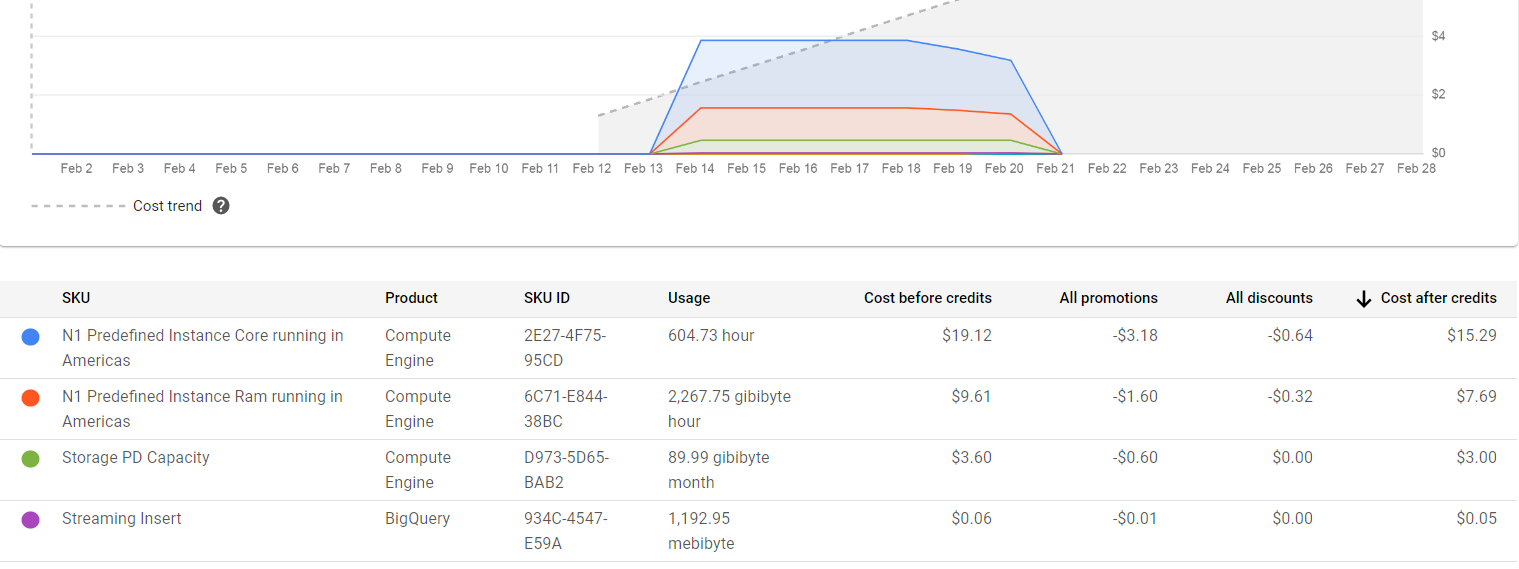 $4
$2
$0
Feb 2 Feb 3 Feb 4 Feb 5 Feb 6 Feb 7 Feb 8 Feb 9 Feb 10 Feb 11 Feb 12 Feb 13 Feb 14 Feb 15 Feb 16 Feb 17 Feb 18 Feb 19 Feb 20 Feb 21 Feb 22 Feb 23 Feb 24 Feb 25 Feb 26 Feb 27 Feb 28
Cost trend ?
SKU Product SKU ID Usage Cost before credits All promotions All discounts Cost after credits
N1 Predefined Instance Core running in Compute 2E27-4F75- 604.73 hour $19.12 -$3.18 -$0.64 $15.29
Americas Engine 95CD
N1 Predefined Instance Ram running in Compute 6C71-E844- 2,267.75 gibibyte $9.61 -$1.60 -$0.32 $7.69
Americas Engine 38BC hour
Storage PD Capacity Compute D973-5D65- 89.99 gibibyte $3.60 -$0.60 $0.00 $3.00
Engine BAB2 month
Streaming Insert BigQuery 934C-4547- 1,192.95 $0.06 -$0.01 $0.00 $0.05
E59A mebibyte